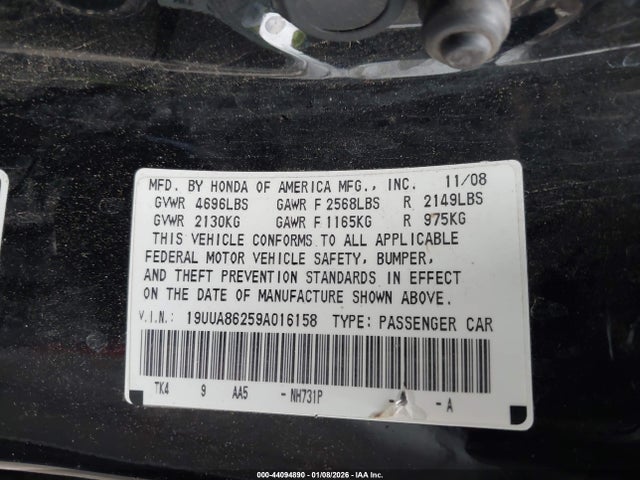 MFD. BY HONDA OF AMERICA MFG., INC. 11/08
GVWR 4696LBS GAWR F 2568LBS R 2149LBS
GVWR 2130KG GAWR F 1165KG R 975KG
THIS VEHICLE CONFORMS TO ALL APPLICABLE
FEDERAL MOTOR VEHICLE SAFETY, BUMPER,
AND THEFT PREVENTION STANDARDS IN EFFECT
ON THE DATE OF MANUFACTURE SHOWN ABOVE.
V.I.N.: 19UUA86259A016158 TYPE: PASSENGER CAR
TK4 9 AA5 - NH731P - A - A
000-44094890 - 01/08/2026 - IAA Inc.